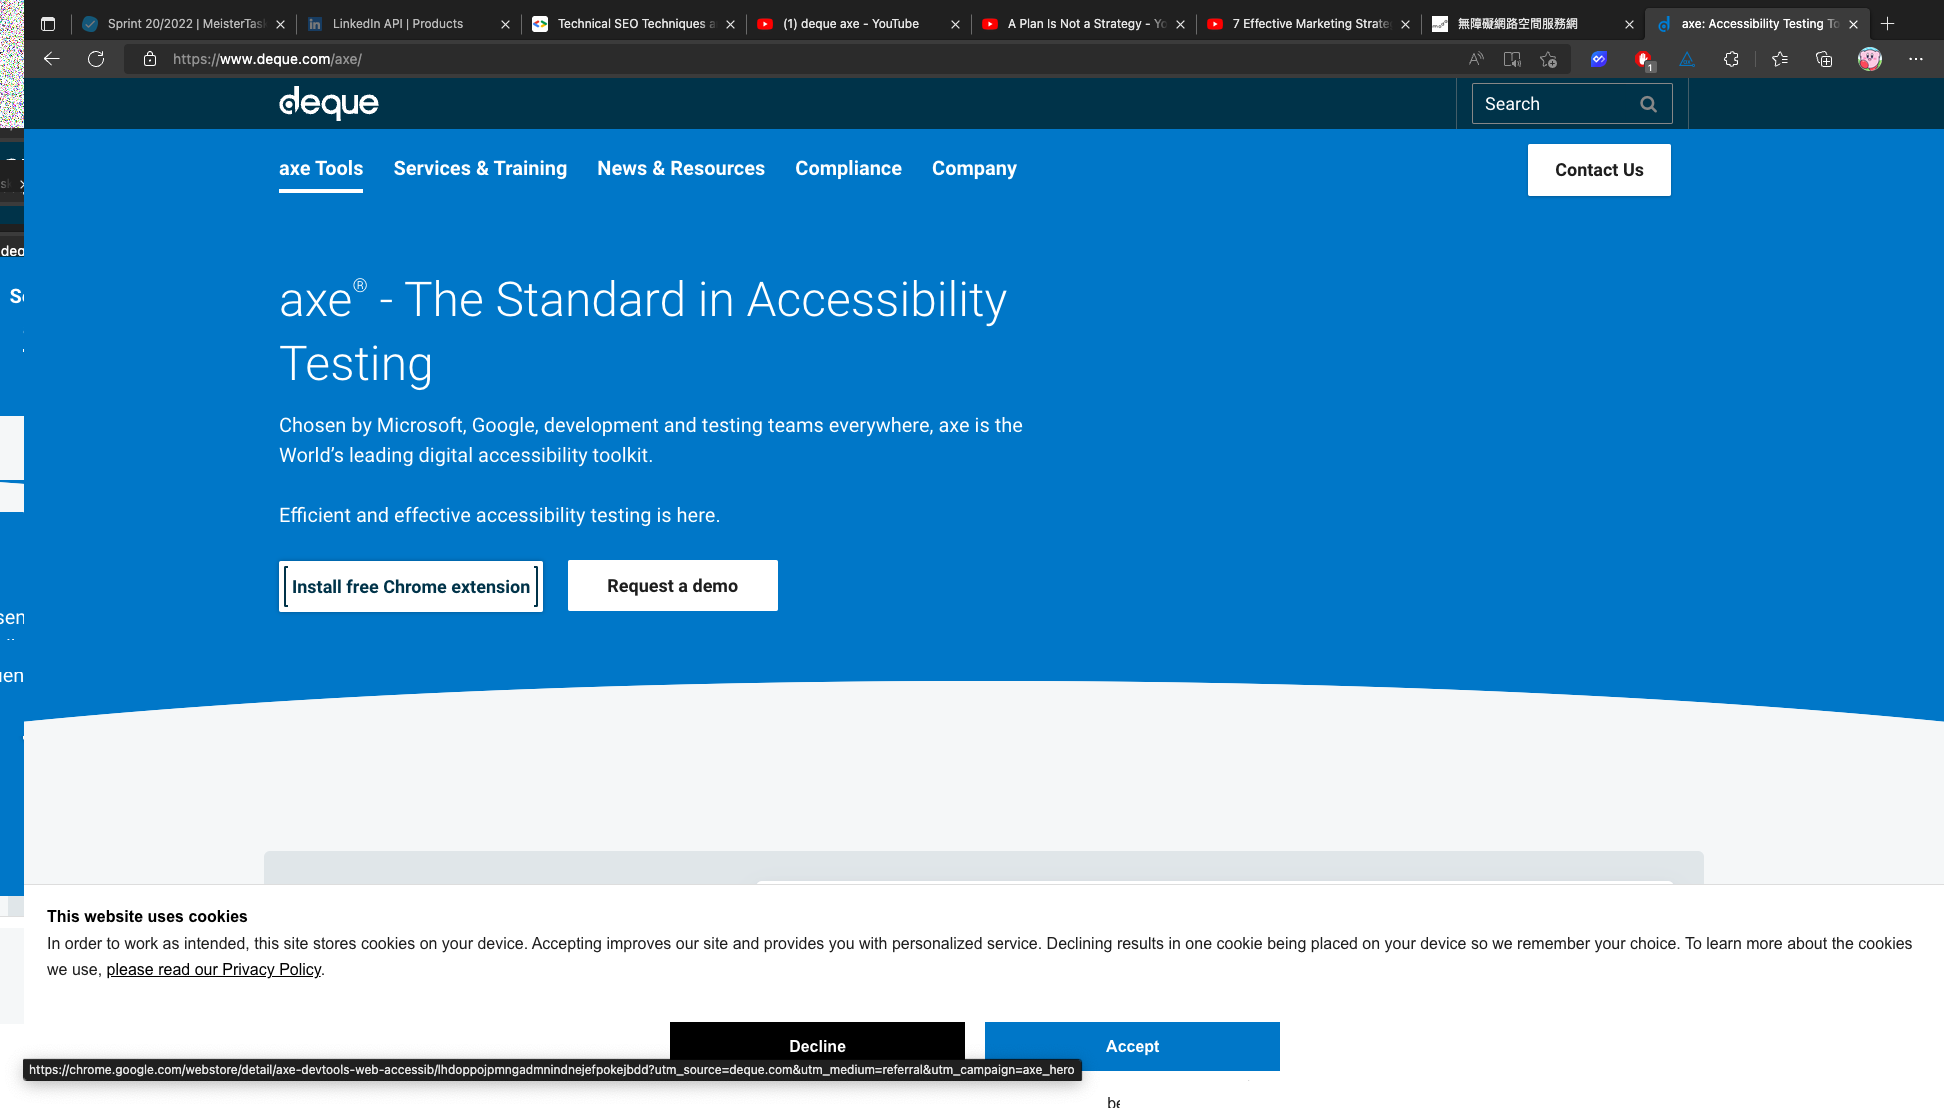 Sprint 20/2022 | MeisterTas
LinkedIn API | Products
Technical SEO Techniques a
(1) deque axe - YouTube
A Plan Is Not a Strategy - Yo
7 Effective Marketing Strate
無障礙網路空間服務網
axe: Accessibility Testing To
https://www.deque.com/axe/
1
deque
Search
axe Tools
Services & Training
News & Resources
Compliance
Company
Contact Us
axe® - The Standard in Accessibility
Testing
Chosen by Microsoft, Google, development and testing teams everywhere, axe is the
World’s leading digital accessibility toolkit.
Efficient and effective accessibility testing is here.
Install free Chrome extension
Request a demo
This website uses cookies
In order to work as intended, this site stores cookies on your device. Accepting improves our site and provides you with personalized service. Declining results in one cookie being placed on your device so we remember your choice. To learn more about the cookies
we use, please read our Privacy Policy.
Decline
Accept
https://chrome.google.com/webstore/detail/axe-devtools-web-accessib/lhdoppojpmngadmnindnejefpokejbdd?utm_source=deque.com&utm_medium=referral&utm_campaign=axe_hero